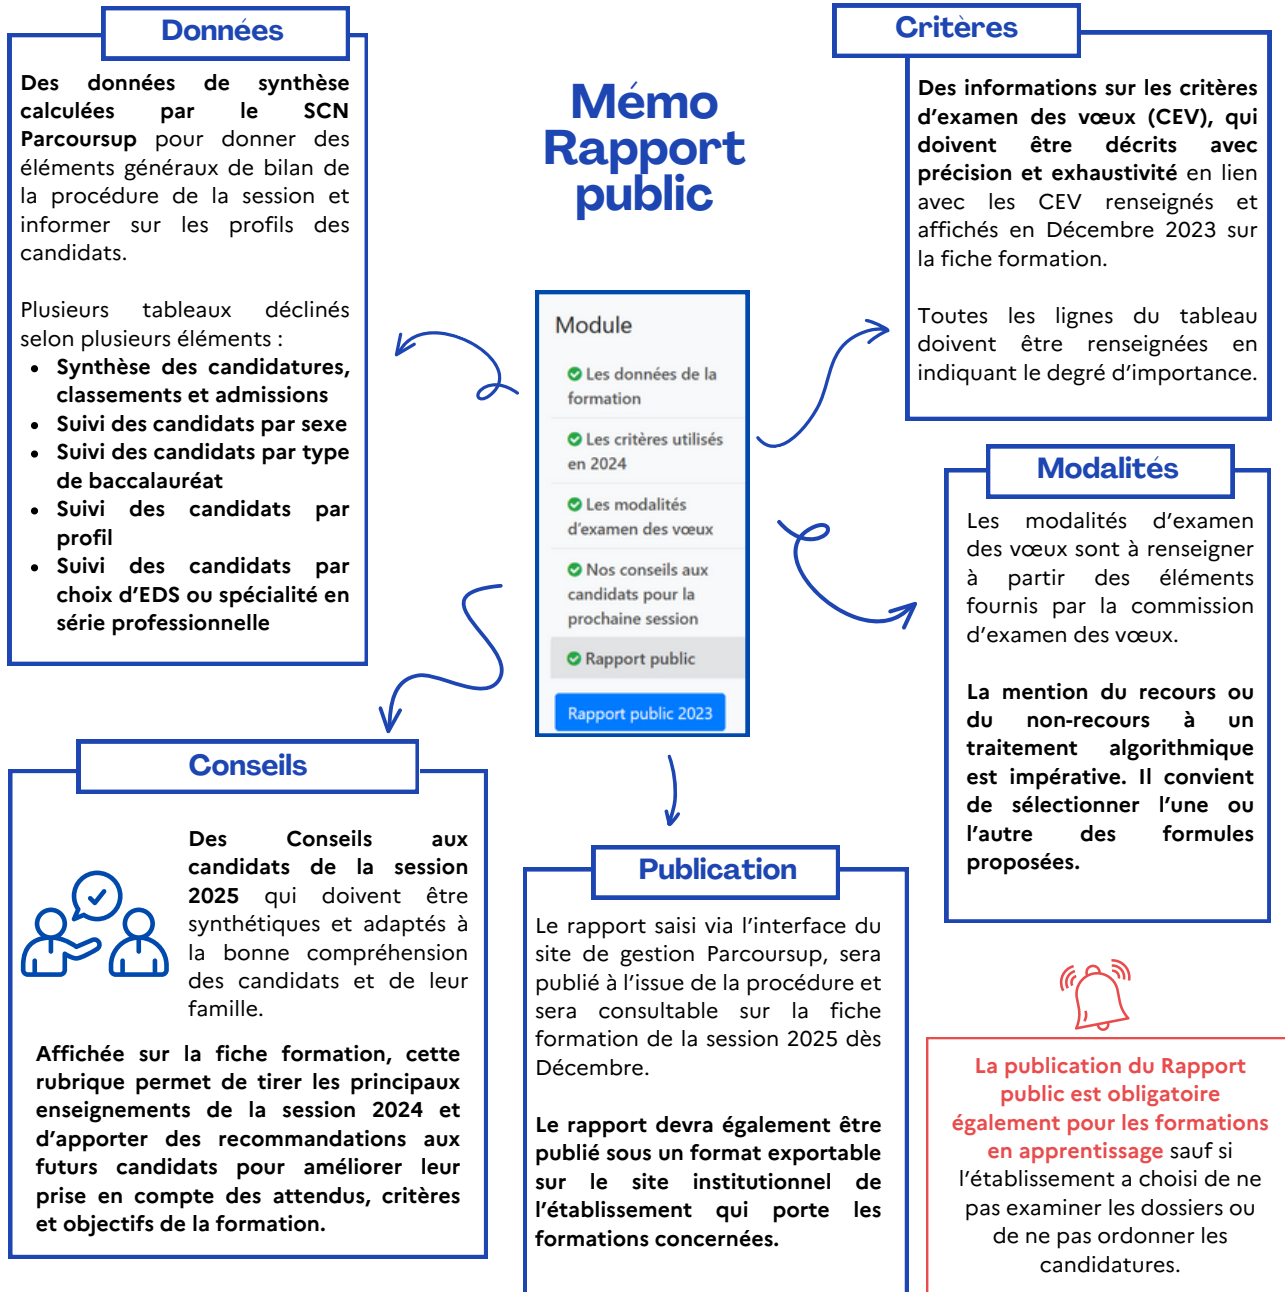 Données
Des données de synthèse
calculées par le SCN
Parcoursup pour donner des
éléments généraux de bilan de
la procédure de la session et
informer sur les profils des
candidats.
Plusieurs tableaux déclinés
selon plusieurs éléments :
• Synthèse des candidatures,
classements et admissions
• Suivi des candidats par sexe
• Suivi des candidats par type
de baccalauréat
• Suivi des candidats par
profil
• Suivi des candidats par
choix d'EDS ou spécialité en
série professionnelle
Mémo
Rapport
public
Critères
Des informations sur les critères
d'examen des vœux (CEV), qui
doivent être décrits avec
précision et exhaustivité en lien
avec les CEV renseignés et
affichés en Décembre 2023 sur
la fiche formation.
Toutes les lignes du tableau
doivent être renseignées en
indiquant le degré d'importance.
Module
Les données de la
formation
Les critères utilisés
en 2024
Les modalités
d'examen des vœux
Nos conseils aux
candidats pour la
prochaine session
Rapport public
Rapport public 2023
Modalités
Les modalités d'examen
des vœux sont à renseigner
à partir des éléments
fournis par la commission
d'examen des vœux.
La mention du recours ou
du non-recours à un
traitement algorithmique
est impérative. Il convient
de sélectionner l'une ou
l'autre des formules
proposées.
Conseils
Des Conseils aux
candidats de la session
2025 qui doivent être
synthétiques et adaptés à
la bonne compréhension
des candidats et de leur
famille.
Affichée sur la fiche formation, cette
rubrique permet de tirer les principaux
enseignements de la session 2024 et
d'apporter des recommandations aux
futurs candidats pour améliorer leur
prise en compte des attendus, critères
et objectifs de la formation.
Publication
Le rapport saisi via l'interface du
site de gestion Parcoursup, sera
publié à l'issue de la procédure et
sera consultable sur la fiche
formation de la session 2025 dès
Décembre.
Le rapport devra également être
publié sous un format exportable
sur le site institutionnel de
l'établissement qui porte les
formations concernées.
La publication du Rapport
public est obligatoire
également pour les formations
en apprentissage sauf si
l'établissement a choisi de ne
pas examiner les dossiers ou
de ne pas ordonner les
candidatures.